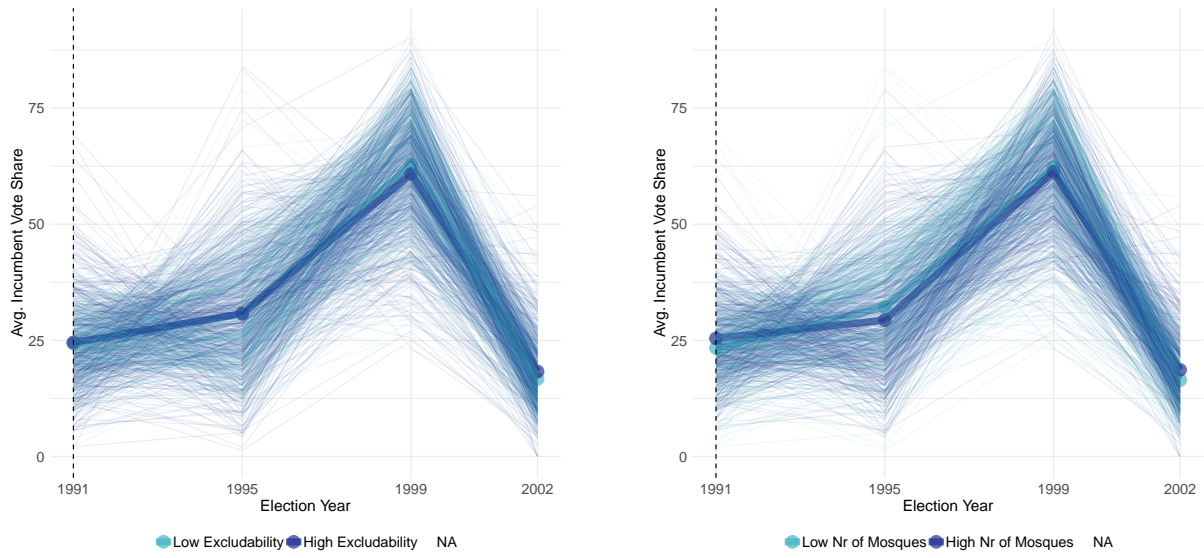 Avg. Incumbent Vote Share
75
50
25
0
1991 1995 1999 2002
Election Year
Low Excludability High Excludability NA
Avg. Incumbent Vote Share
75
50
25
0
1991 1995 1999 2002
Election Year
Low Nr of Mosques High Nr of Mosques NA